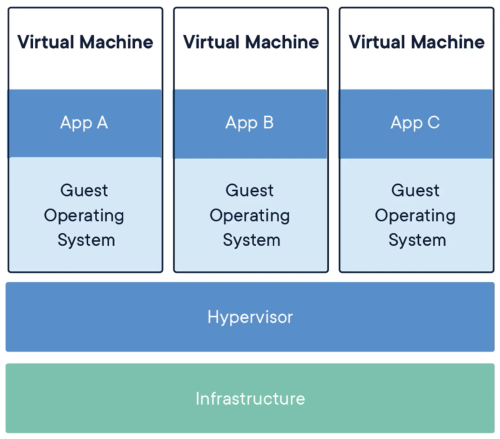 Virtual Machine
App A
Guest
Operating
System
Virtual Machine
App B
Guest
Operating
System
Virtual Machine
App C
Guest
Operating
System
Hypervisor
Infrastructure